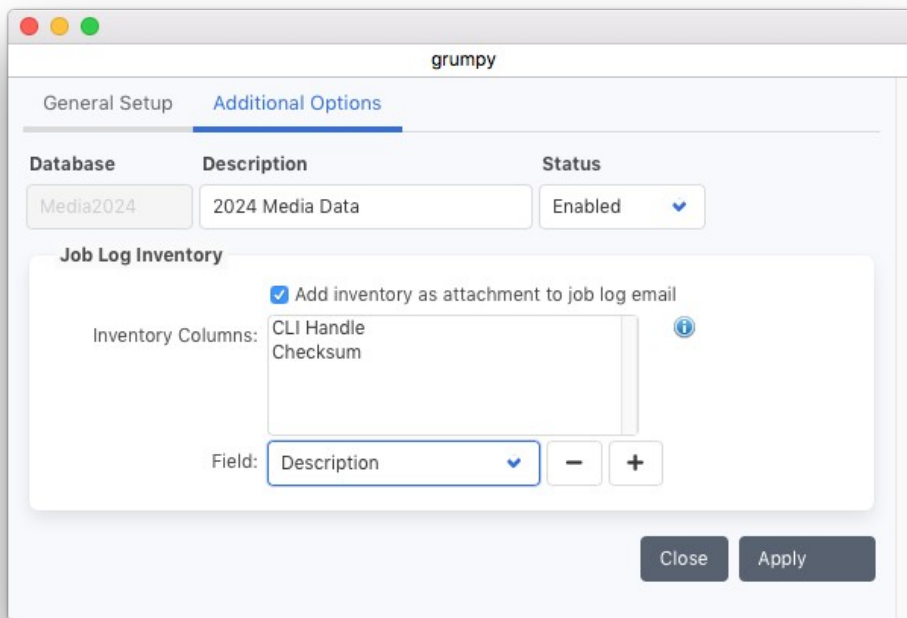 grumpy
General Setup Additional Options
Database Description Status
Media2024 2024 Media Data Enabled
Job Log Inventory
Add inventory as attachment to job log email
Inventory Columns: CLI Handle
Checksum
Field: Description − +
Close Apply